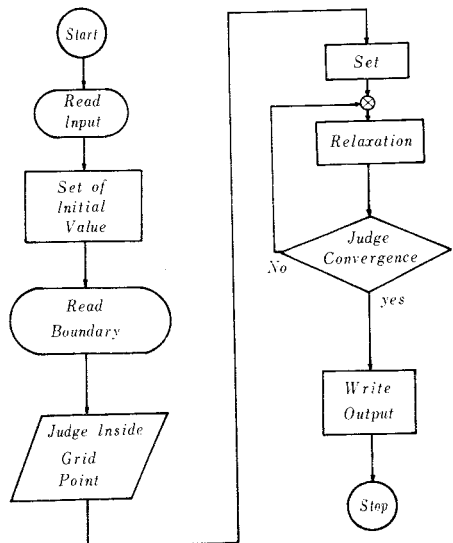 Start
Read
Input
Set of
Initial
Value
Read
Boundary
Judge Inside
Grid
Point
Set
Relaxation
Judge
Convergence
No
yes
Write
Output
Stop